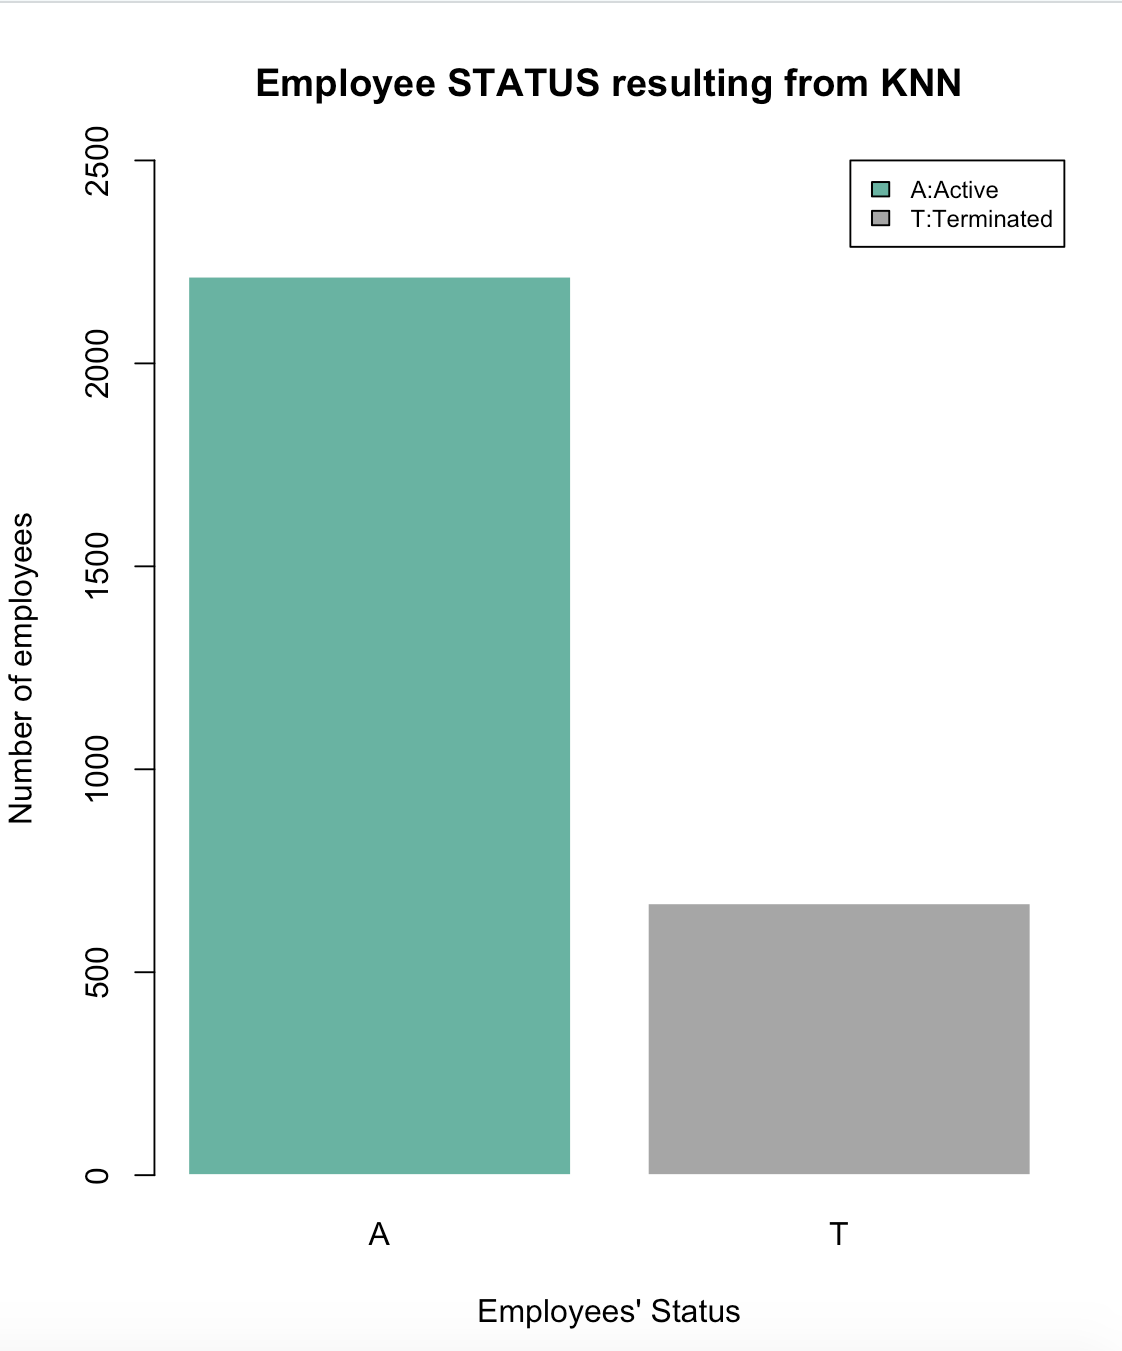 Employee STATUS resulting from KNN
A:Active
T:Terminated
Number of employees
2500
2000
1500
1000
500
0
A
T
Employees' Status